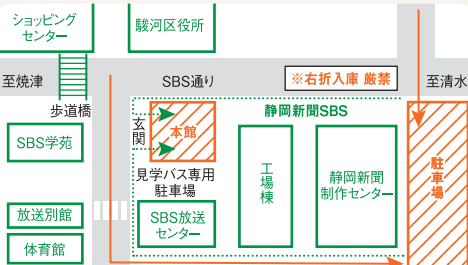 ショッピング
センター
駿河区役所
至焼津
SBS通り
※右折入庫 厳禁
至清水
歩道橋
静岡新聞SBS
玄関
本館
SBS学苑
工場棟
静岡新聞
制作センター
駐車場
見学バス専用
駐車場
放送別館
SBS放送
センター
体育館